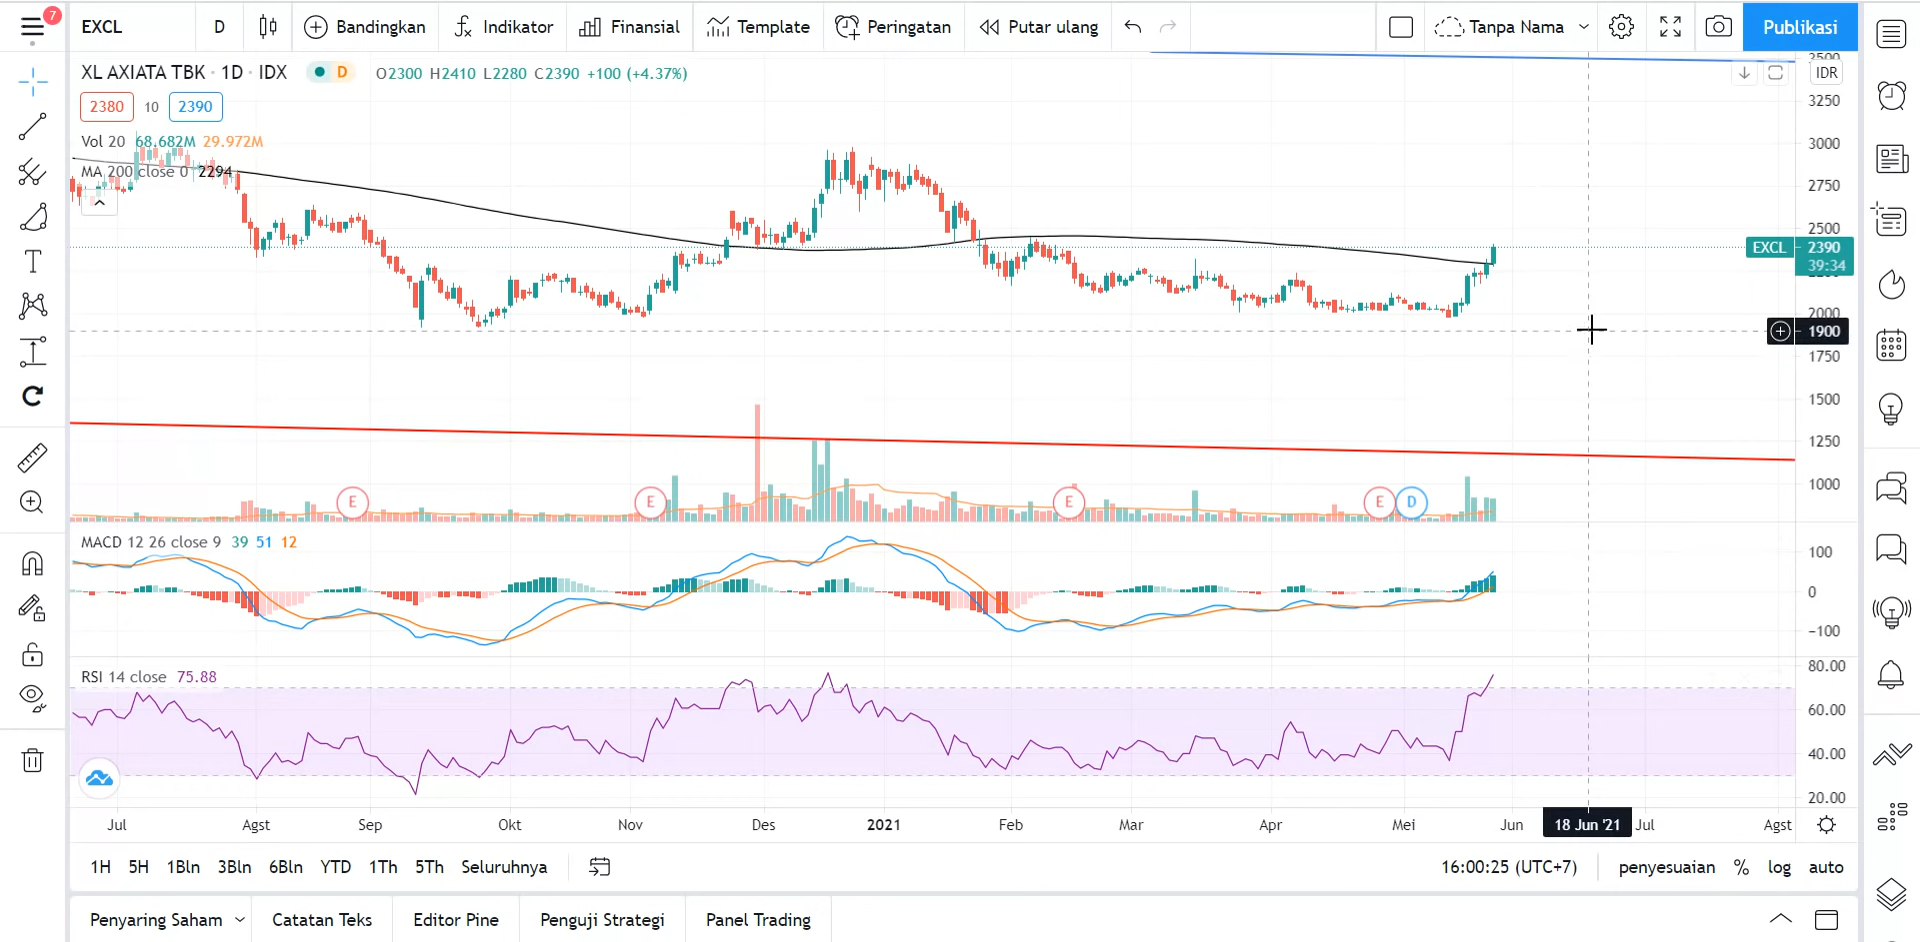 7
EXCL D Bandingkan fx Indikator Finansial Template Peringatan Putar ulang Tanpa Nama Publikasi
XL AXIATA TBK · 1D · IDX D O2300 H2410 L2280 C2390 +100 (+4.37%)
2380 10 2390
Vol 20 68.682M 29.972M
MA 200 close 0 2294
IDR
3500
3250
3000
2750
2500
EXCL 2390
39:34
2250
2000
1900
1750
1500
1250
1000
E E E E D
MACD 12 26 close 9 39 51 12
100
0
−100
RSI 14 close 75.88
80.00
60.00
40.00
20.00
Jul Agst Sep Okt Nov Des 2021 Feb Mar Apr Mei Jun 18 Jun '21 Jul Agst
1H 5H 1Bln 3Bln 6Bln YTD 1Th 5Th Seluruhnya 16:00:25 (UTC+7) penyesuaian % log auto
Penyaring Saham Catatan Teks Editor Pine Penguji Strategi Panel Trading